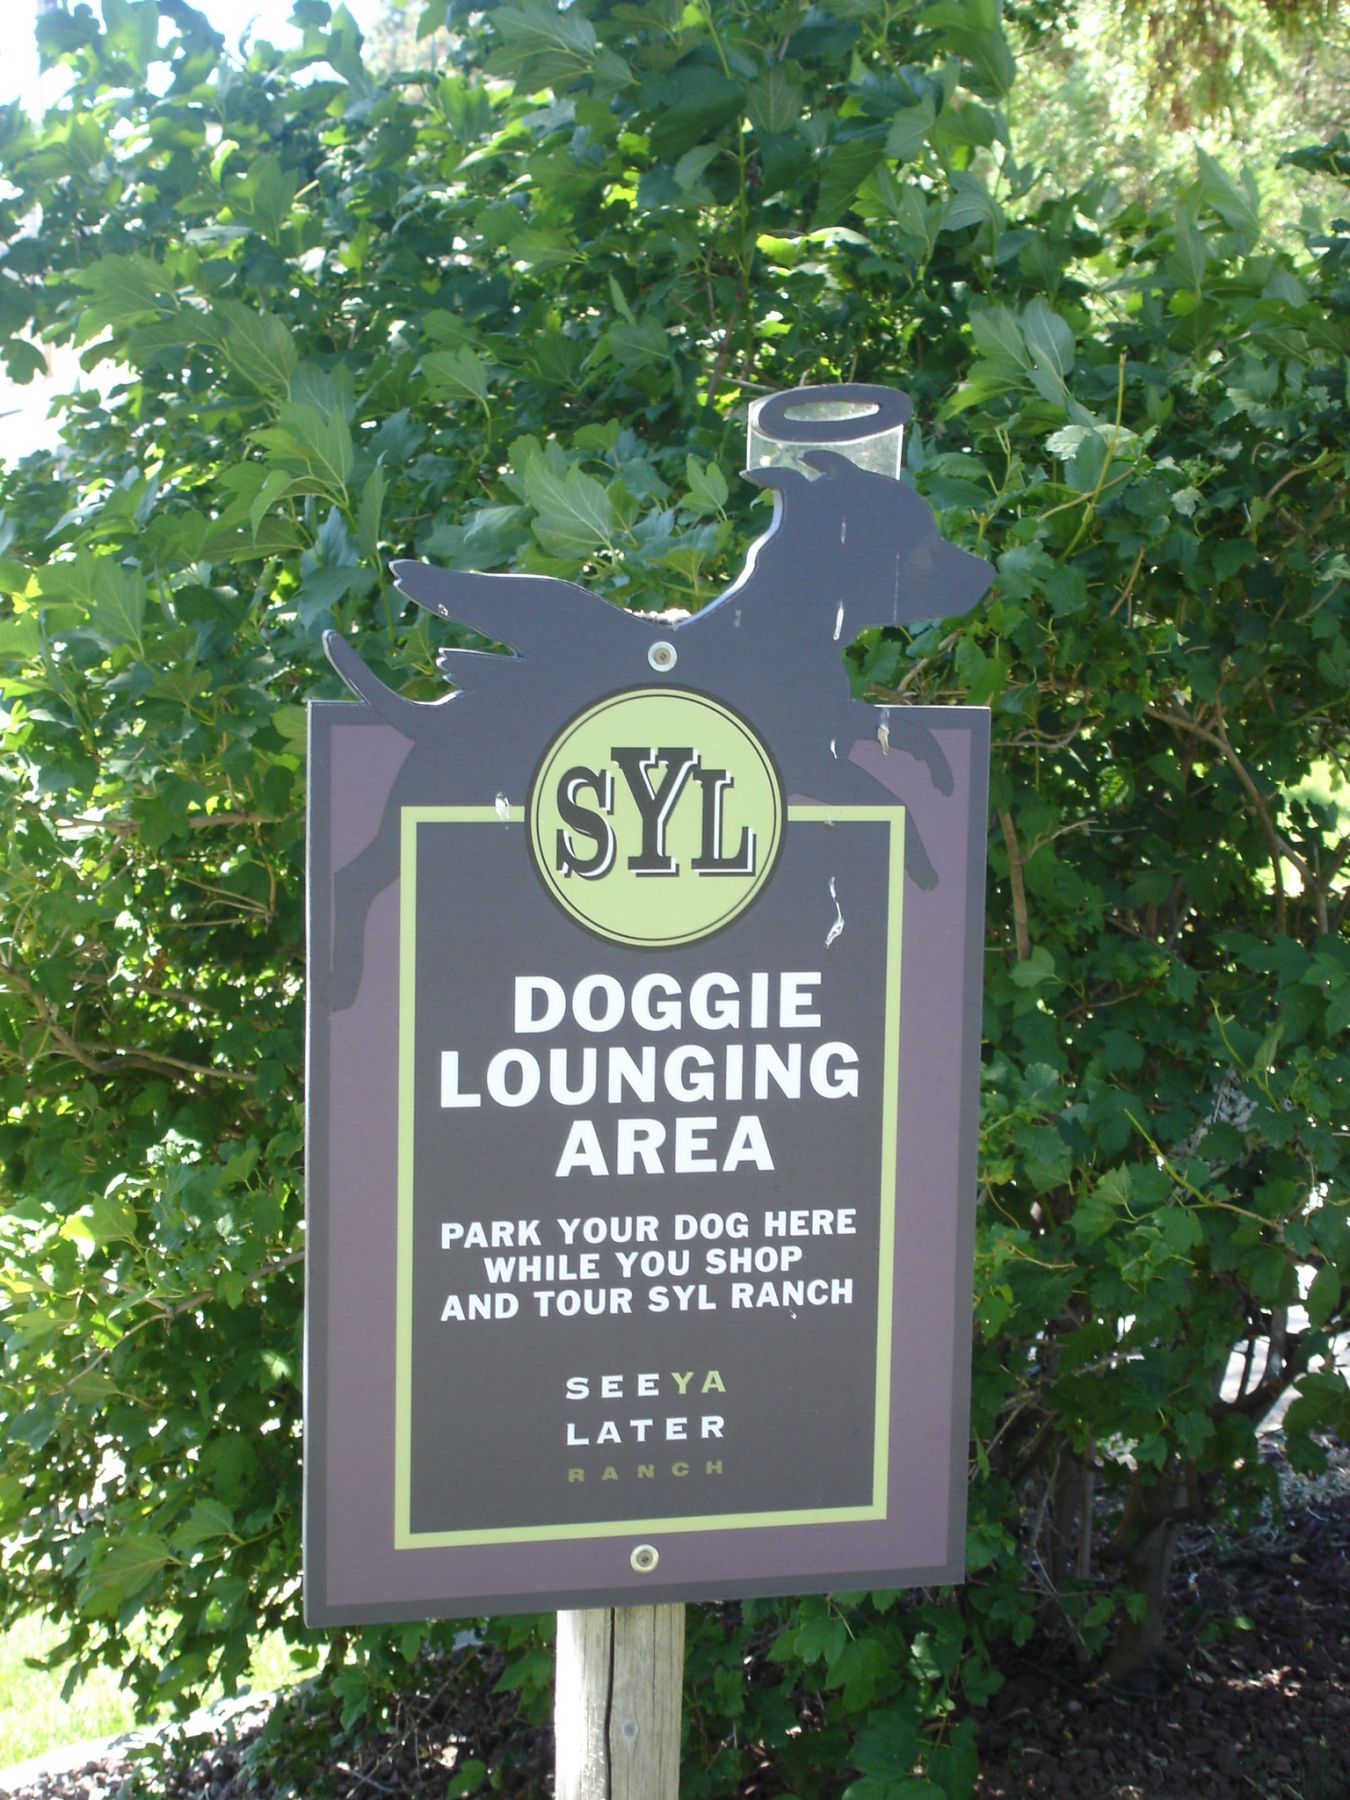 SYL
DOGGIE
LOUNGING
AREA
PARK YOUR DOG HERE
WHILE YOU SHOP
AND TOUR SYL RANCH
SEEYA
LATER
RANCH